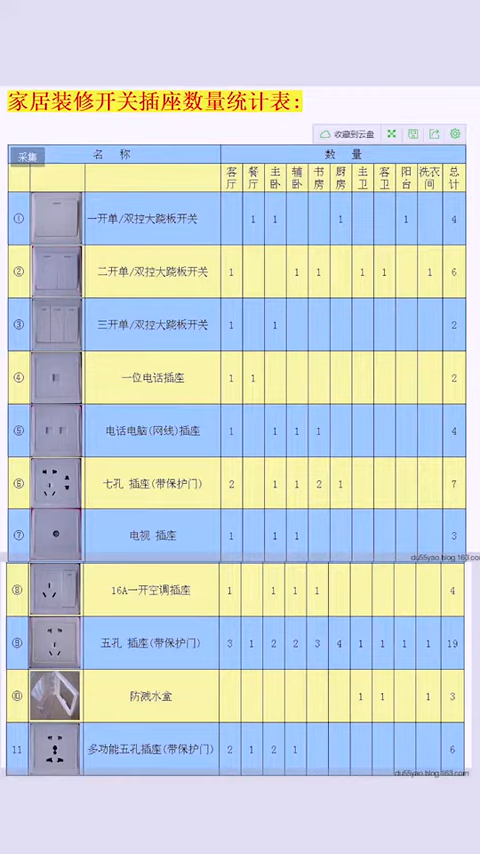 家居装修开关插座数量统计表:
收藏到云盘
采集
名 称 数 量
客厅 餐厅 主卧 辅卧 书房 厨房 主卫 客卫 阳台 洗衣间 总计
① 一开单/双控大跷板开关 1 1 1 1 4
② 二开单/双控大跷板开关 1 1 1 1 1 1 6
③ 三开单/双控大跷板开关 1 1 2
④ 一位电话插座 1 1 2
⑤ 电话电脑(网线)插座 1 1 1 1 4
⑥ 七孔 插座(带保护门) 2 1 1 2 1 7
⑦ 电视 插座 1 1 1 3
du55yao.blog.163.com
⑧ 16A一开空调插座 1 1 1 1 4
⑨ 五孔 插座(带保护门) 3 1 2 2 3 4 1 1 1 1 19
⑩ 防溅水盒 1 1 1 3
11 多功能五孔插座(带保护门) 2 1 2 1 6
du55yao.blog.163.com